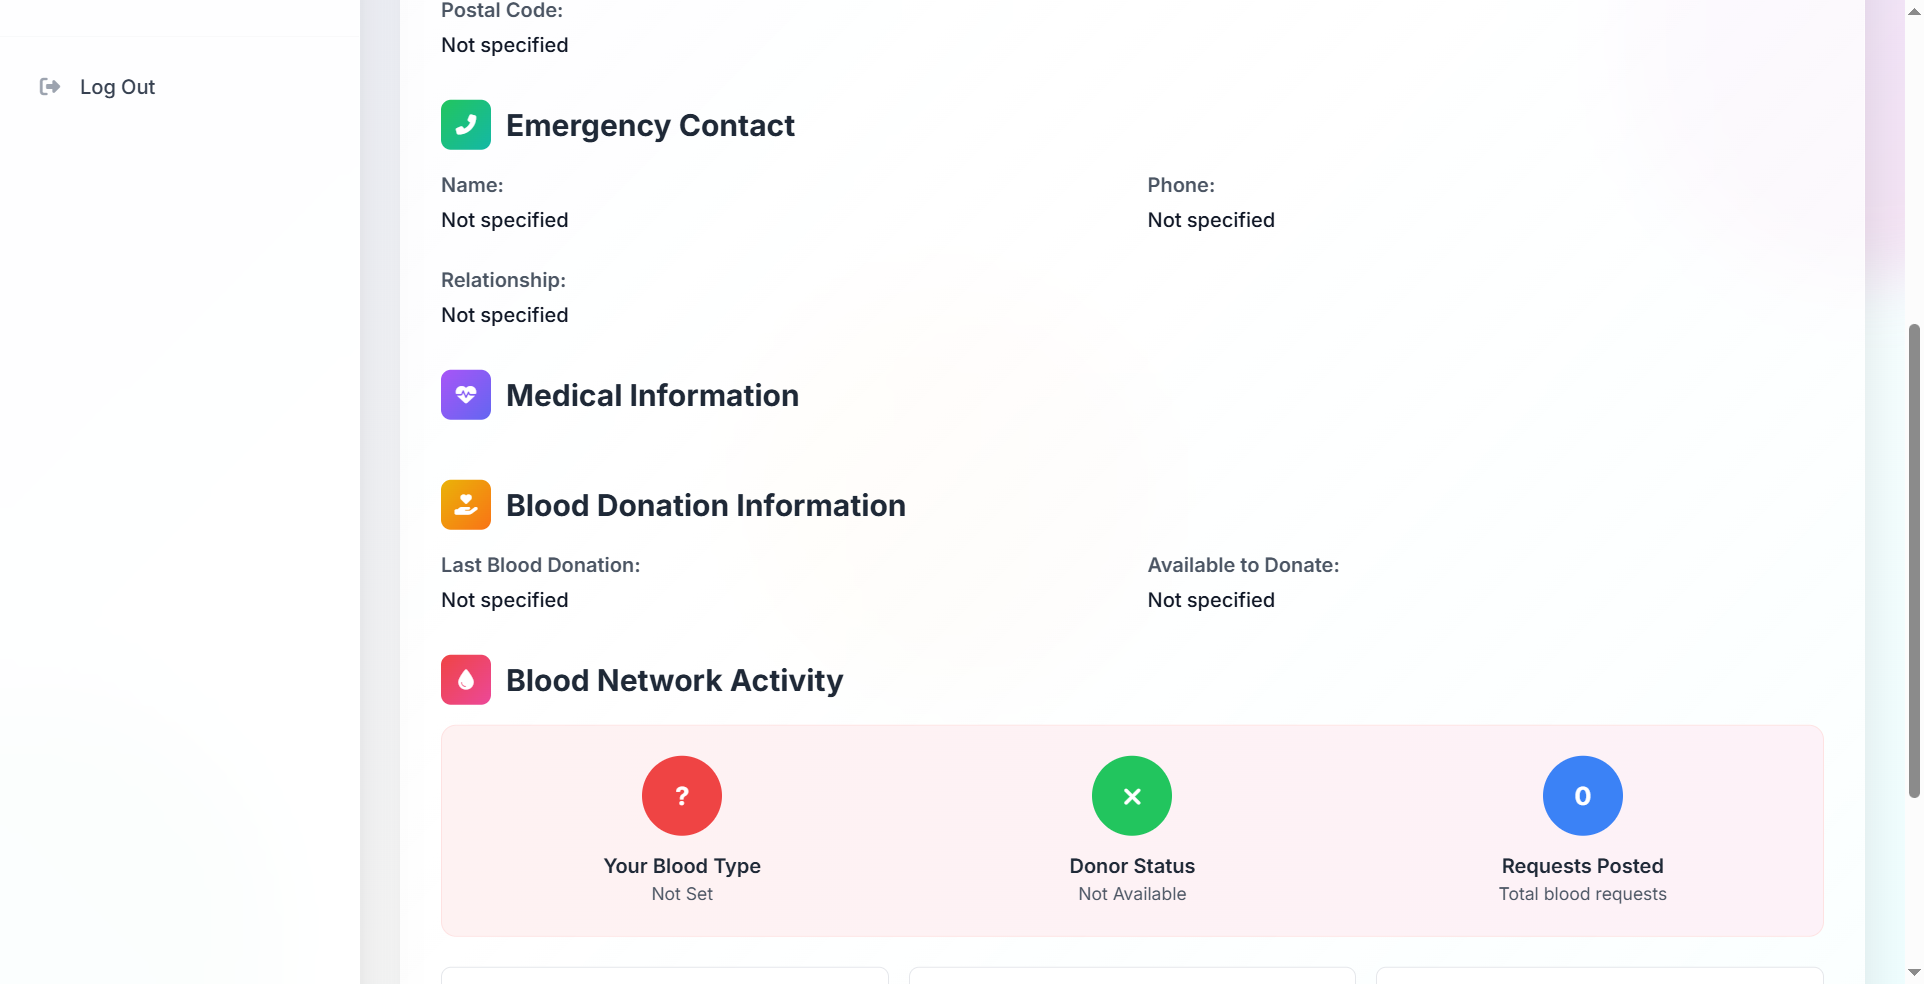 Postal Code:
Not specified
Log Out
Emergency Contact
Name:
Not specified
Phone:
Not specified
Relationship:
Not specified
Medical Information
Blood Donation Information
Last Blood Donation:
Not specified
Available to Donate:
Not specified
Blood Network Activity
?
Your Blood Type
Not Set
Donor Status
Not Available
0
Requests Posted
Total blood requests